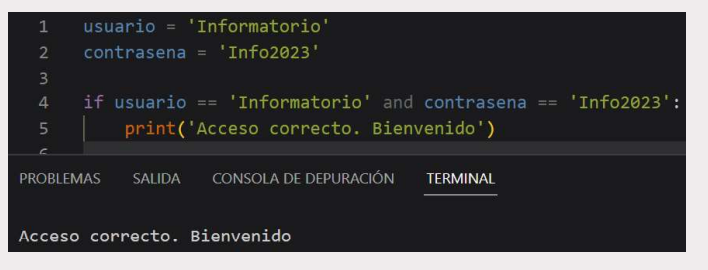 1 usuario = 'Informatorio'
2 contrasena = 'Info2023'
3
4 if usuario == 'Informatorio' and contrasena == 'Info2023':
5 print('Acceso correcto. Bienvenido')
6
PROBLEMAS SALIDA CONSOLA DE DEPURACIÓN TERMINAL
Acceso correcto. Bienvenido